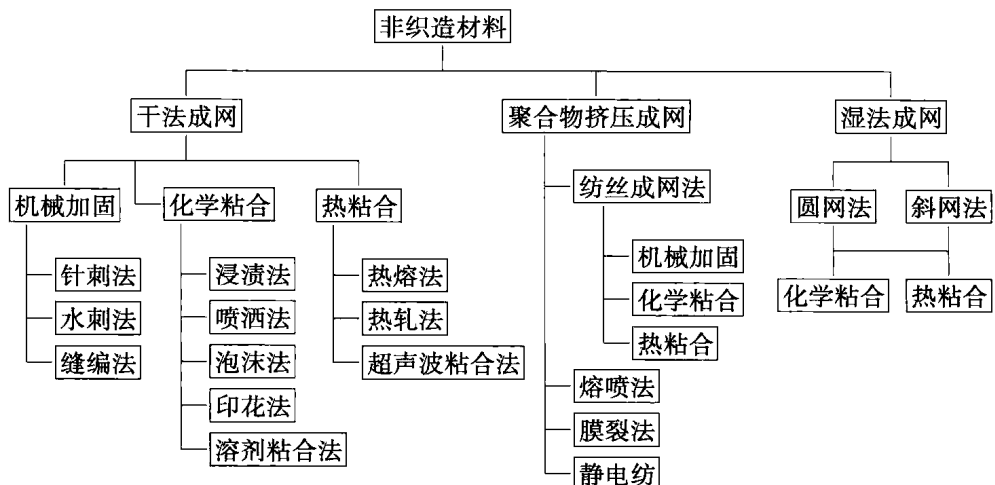 非织造材料
干法成网
聚合物挤压成网
湿法成网
机械加固
化学粘合
热粘合
针刺法
水刺法
缝编法
浸渍法
喷洒法
泡沫法
印花法
溶剂粘合法
热熔法
热轧法
超声波粘合法
纺丝成网法
机械加固
化学粘合
热粘合
熔喷法
膜裂法
静电纺
圆网法
斜网法
化学粘合
热粘合